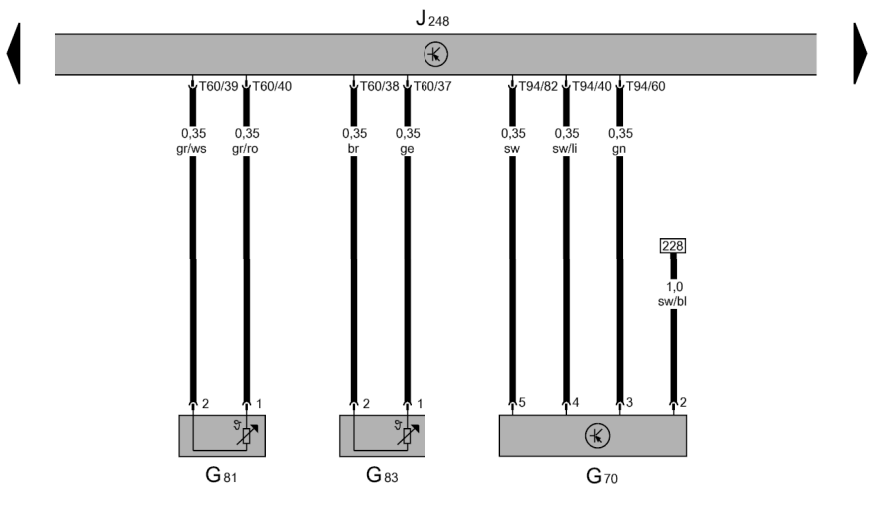 J248
T60/39 T60/40 T60/38 T60/37 T94/82 T94/40 T94/60
0,35 0,35 0,35 0,35 0,35 0,35 0,35
gr/ws gr/ro br ge sw sw/li gn
228
1,0
sw/bl
2 1 2 1 5 4 3 2
ϑ ϑ
G81 G83 G70